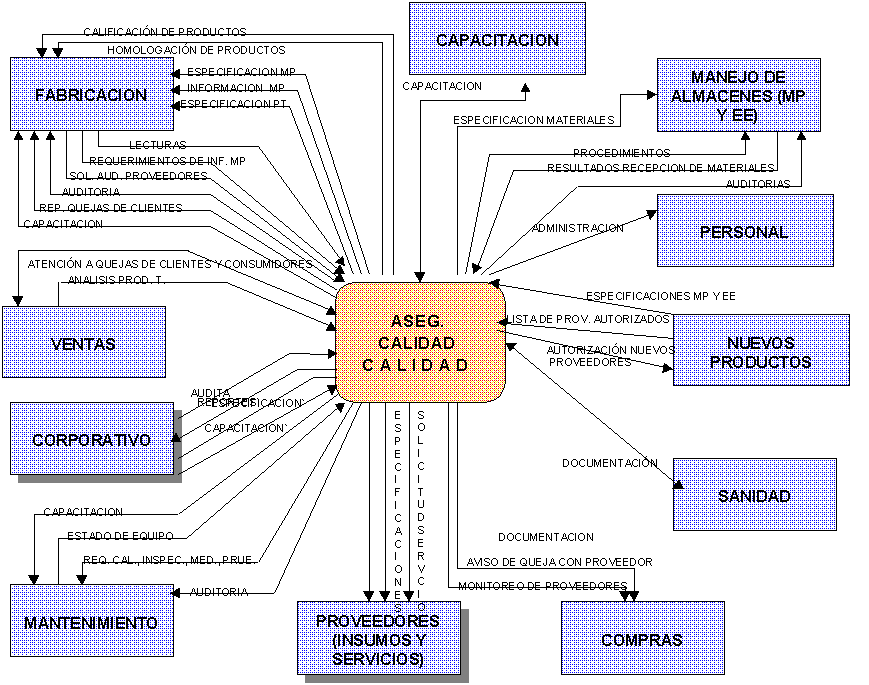 CALIFICACIÓN DE PRODUCTOS
HOMOLOGACIÓN DE PRODUCTOS
CAPACITACION
FABRICACION
ESPECIFICACION MP
INFORMACION MP
ESPECIFICACION PT
CAPACITACION
MANEJO DE
ALMACENES (MP
Y EE)
ESPECIFICACION MATERIALES
LECTURAS
REQUERIMIENTOS DE INF. MP
SOL. AUD. PROVEEDORES
AUDITORIA
REP. QUEJAS DE CLIENTES
CAPACITACION
PROCEDIMIENTOS
RESULTADOS RECEPCION DE MATERIALES
AUDITORIAS
ADMINISTRACION
PERSONAL
ATENCIÓN A QUEJAS DE CLIENTES Y CONSUMIDORES
ANALISIS PROD. T.
VENTAS
ASEG.
CALIDAD
C A L I D A D
ESPECIFICACIONES MP Y EE
LISTA DE PROV. AUTORIZADOS
AUTORIZACIÓN NUEVOS
PROVEEDORES
NUEVOS
PRODUCTOS
AUDITA
ESPECIFICACION`
CAPACITACION`
CORPORATIVO
DOCUMENTACIÓN
SANIDAD
CAPACITACION
ESTADO DE EQUIPO
REQ. CAL., INSPEC., MED., PRUE.
AUDITORIA
MANTENIMIENTO
ESPECIFICACIONES
SOLICITUDSERVCIO
PROVEEDORES
(INSUMOS Y
SERVICIOS)
DOCUMENTACION
AVISO DE QUEJA CON PROVEEDOR
MONITOREO DE PROVEEDORES
COMPRAS